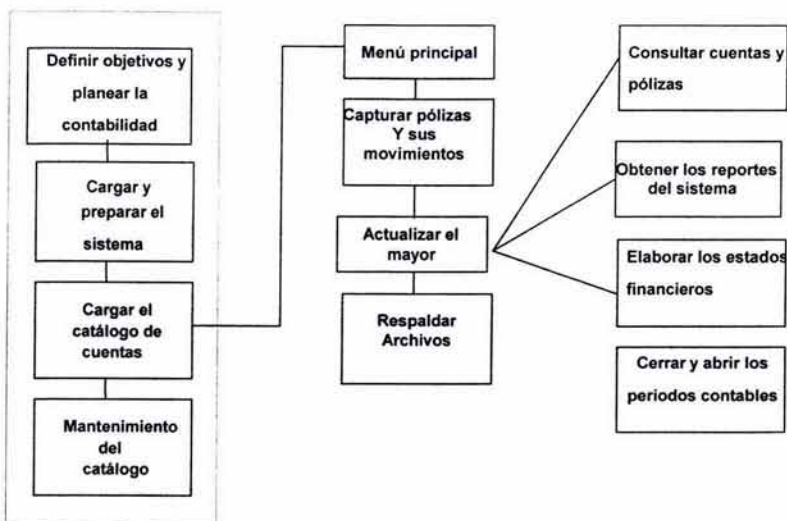 Definir objetivos y
planear la
contabilidad
Cargar y
preparar el
sistema
Cargar el
catálogo de
cuentas
Mantenimiento
del
catálogo
Menú principal
Capturar pólizas
Y sus
movimientos
Actualizar el
mayor
Respaldar
Archivos
Consultar cuentas y
pólizas
Obtener los reportes
del sistema
Elaborar los estados
financieros
Cerrar y abrir los
periodos contables